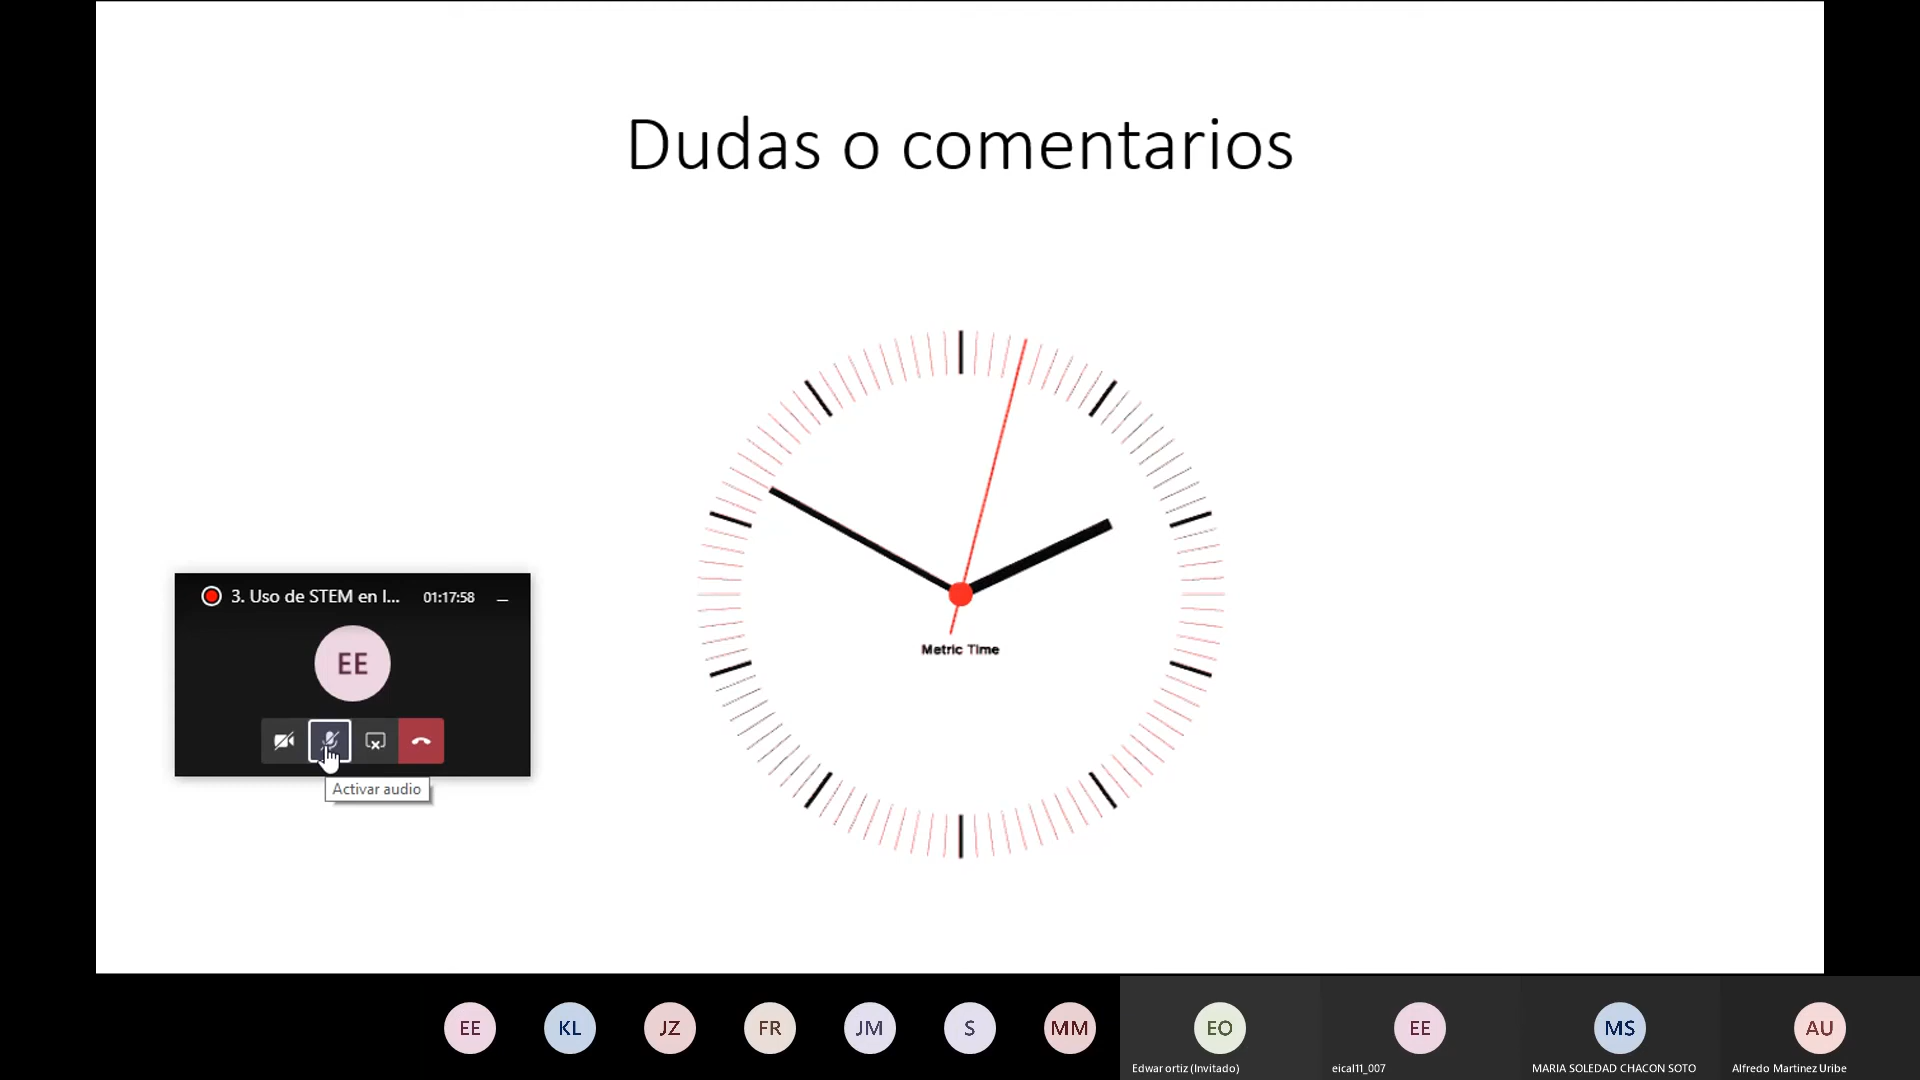 Dudas o comentarios
Metric Time
3. Uso de STEM en l... 01:17:58
EE
Activar audio
EE KL JZ FR JM S MM EO EE MS AU
Edwar ortiz (Invitado) eical11_007 MARIA SOLEDAD CHACON SOTO Alfredo Martinez Uribe